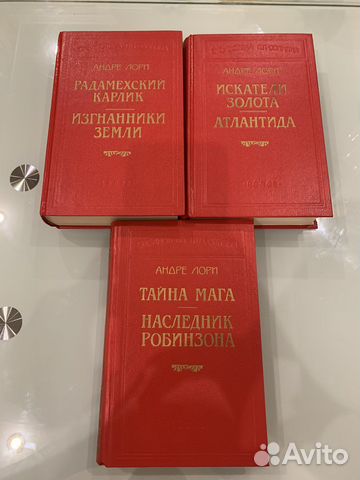 АНДРЕ ЛОРИ
РАДАМЕХСКИЙ
КАРЛИК
ИЗГНАННИКИ
ЗЕМЛИ
АНДРЕ ЛОРИ
ИСКАТЕЛИ
ЗОЛОТА
АТЛАНТИДА
АНДРЕ ЛОРИ
ТАЙНА МАГА
НАСЛЕДНИК
РОБИНЗОНА
Avito